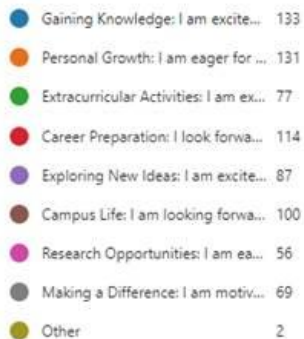 Gaining Knowledge: I am excite... 133
Personal Growth: I am eager for ... 131
Extracurricular Activities: I am ex... 77
Career Preparation: I look forwa... 114
Exploring New Ideas: I am excite... 87
Campus Life: I am looking forwa... 100
Research Opportunities: I am ea... 56
Making a Difference: I am motiv... 69
Other 2